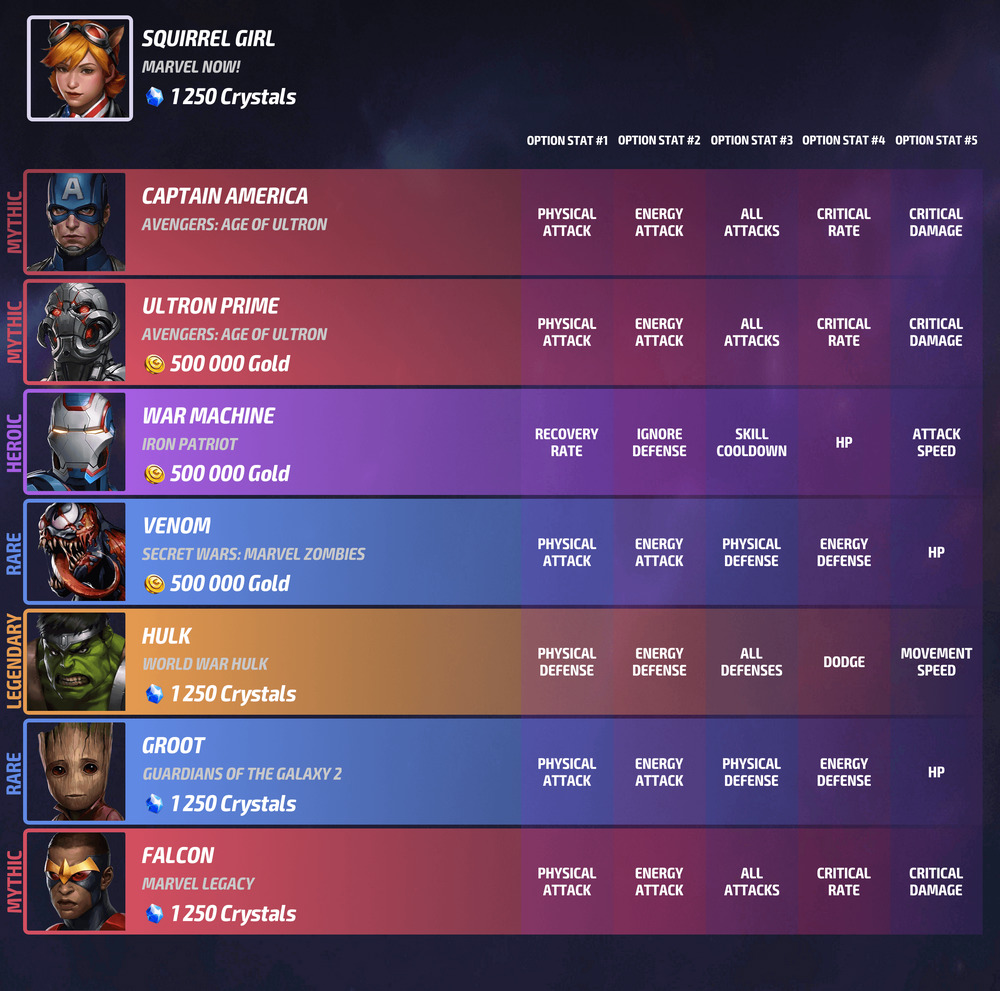 SQUIRREL GIRL
MARVEL NOW!
1 250 Crystals
OPTION STAT #1 OPTION STAT #2 OPTION STAT #3 OPTION STAT #4 OPTION STAT #5
MYTHIC
A
CAPTAIN AMERICA
AVENGERS: AGE OF ULTRON
PHYSICAL ATTACK
ENERGY ATTACK
ALL ATTACKS
CRITICAL RATE
CRITICAL DAMAGE
MYTHIC
ULTRON PRIME
AVENGERS: AGE OF ULTRON
500 000 Gold
PHYSICAL ATTACK
ENERGY ATTACK
ALL ATTACKS
CRITICAL RATE
CRITICAL DAMAGE
HEROIC
WAR MACHINE
IRON PATRIOT
500 000 Gold
RECOVERY RATE
IGNORE DEFENSE
SKILL COOLDOWN
HP
ATTACK SPEED
RARE
VENOM
SECRET WARS: MARVEL ZOMBIES
500 000 Gold
PHYSICAL ATTACK
ENERGY ATTACK
PHYSICAL DEFENSE
ENERGY DEFENSE
HP
LEGENDARY
HULK
WORLD WAR HULK
1 250 Crystals
PHYSICAL DEFENSE
ENERGY DEFENSE
ALL DEFENSES
DODGE
MOVEMENT SPEED
RARE
GROOT
GUARDIANS OF THE GALAXY 2
1 250 Crystals
PHYSICAL ATTACK
ENERGY ATTACK
PHYSICAL DEFENSE
ENERGY DEFENSE
HP
MYTHIC
FALCON
MARVEL LEGACY
1 250 Crystals
PHYSICAL ATTACK
ENERGY ATTACK
ALL ATTACKS
CRITICAL RATE
CRITICAL DAMAGE